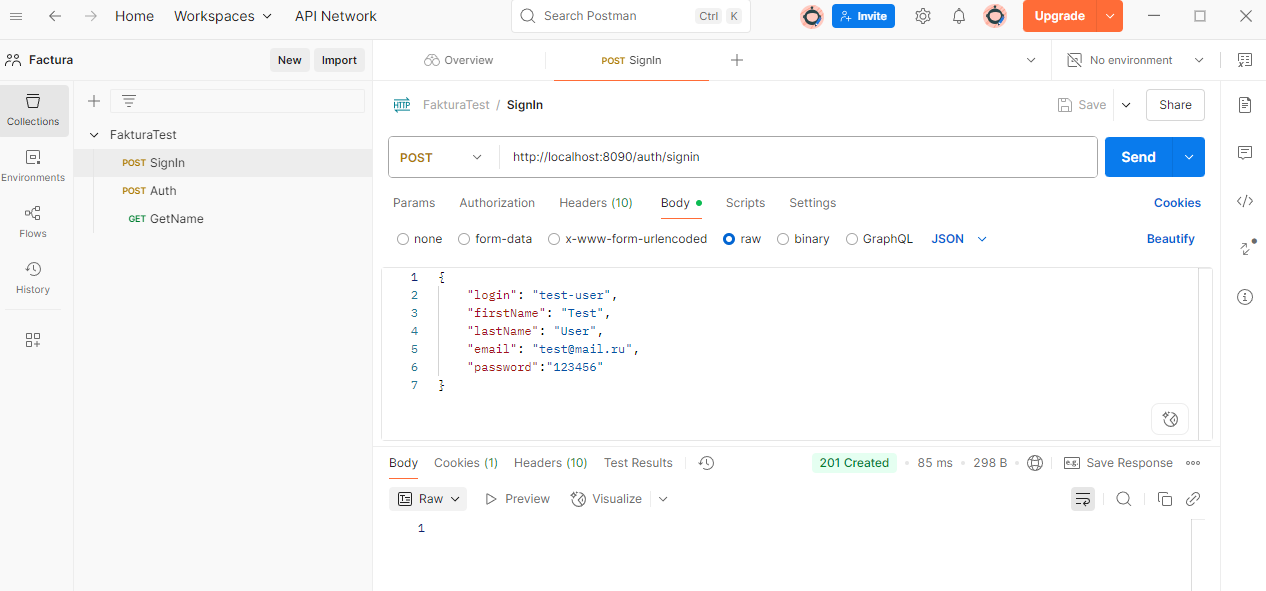 Home Workspaces API Network Search Postman Ctrl K Invite Upgrade
Factura New Import Overview POST SignIn No environment
Collections
Environments
Flows
History
FakturaTest
POST SignIn
POST Auth
GET GetName
HTTP FakturaTest / SignIn Save Share
POST http://localhost:8090/auth/signin Send
Params Authorization Headers (10) Body Scripts Settings Cookies
none form-data x-www-form-urlencoded raw binary GraphQL JSON Beautify
1 {
2 "login": "test-user",
3 "firstName": "Test",
4 "lastName": "User",
5 "email": "test@mail.ru",
6 "password":"123456"
7 }
Body Cookies (1) Headers (10) Test Results 201 Created • 85 ms • 298 B • e.g. Save Response
Raw Preview Visualize
1